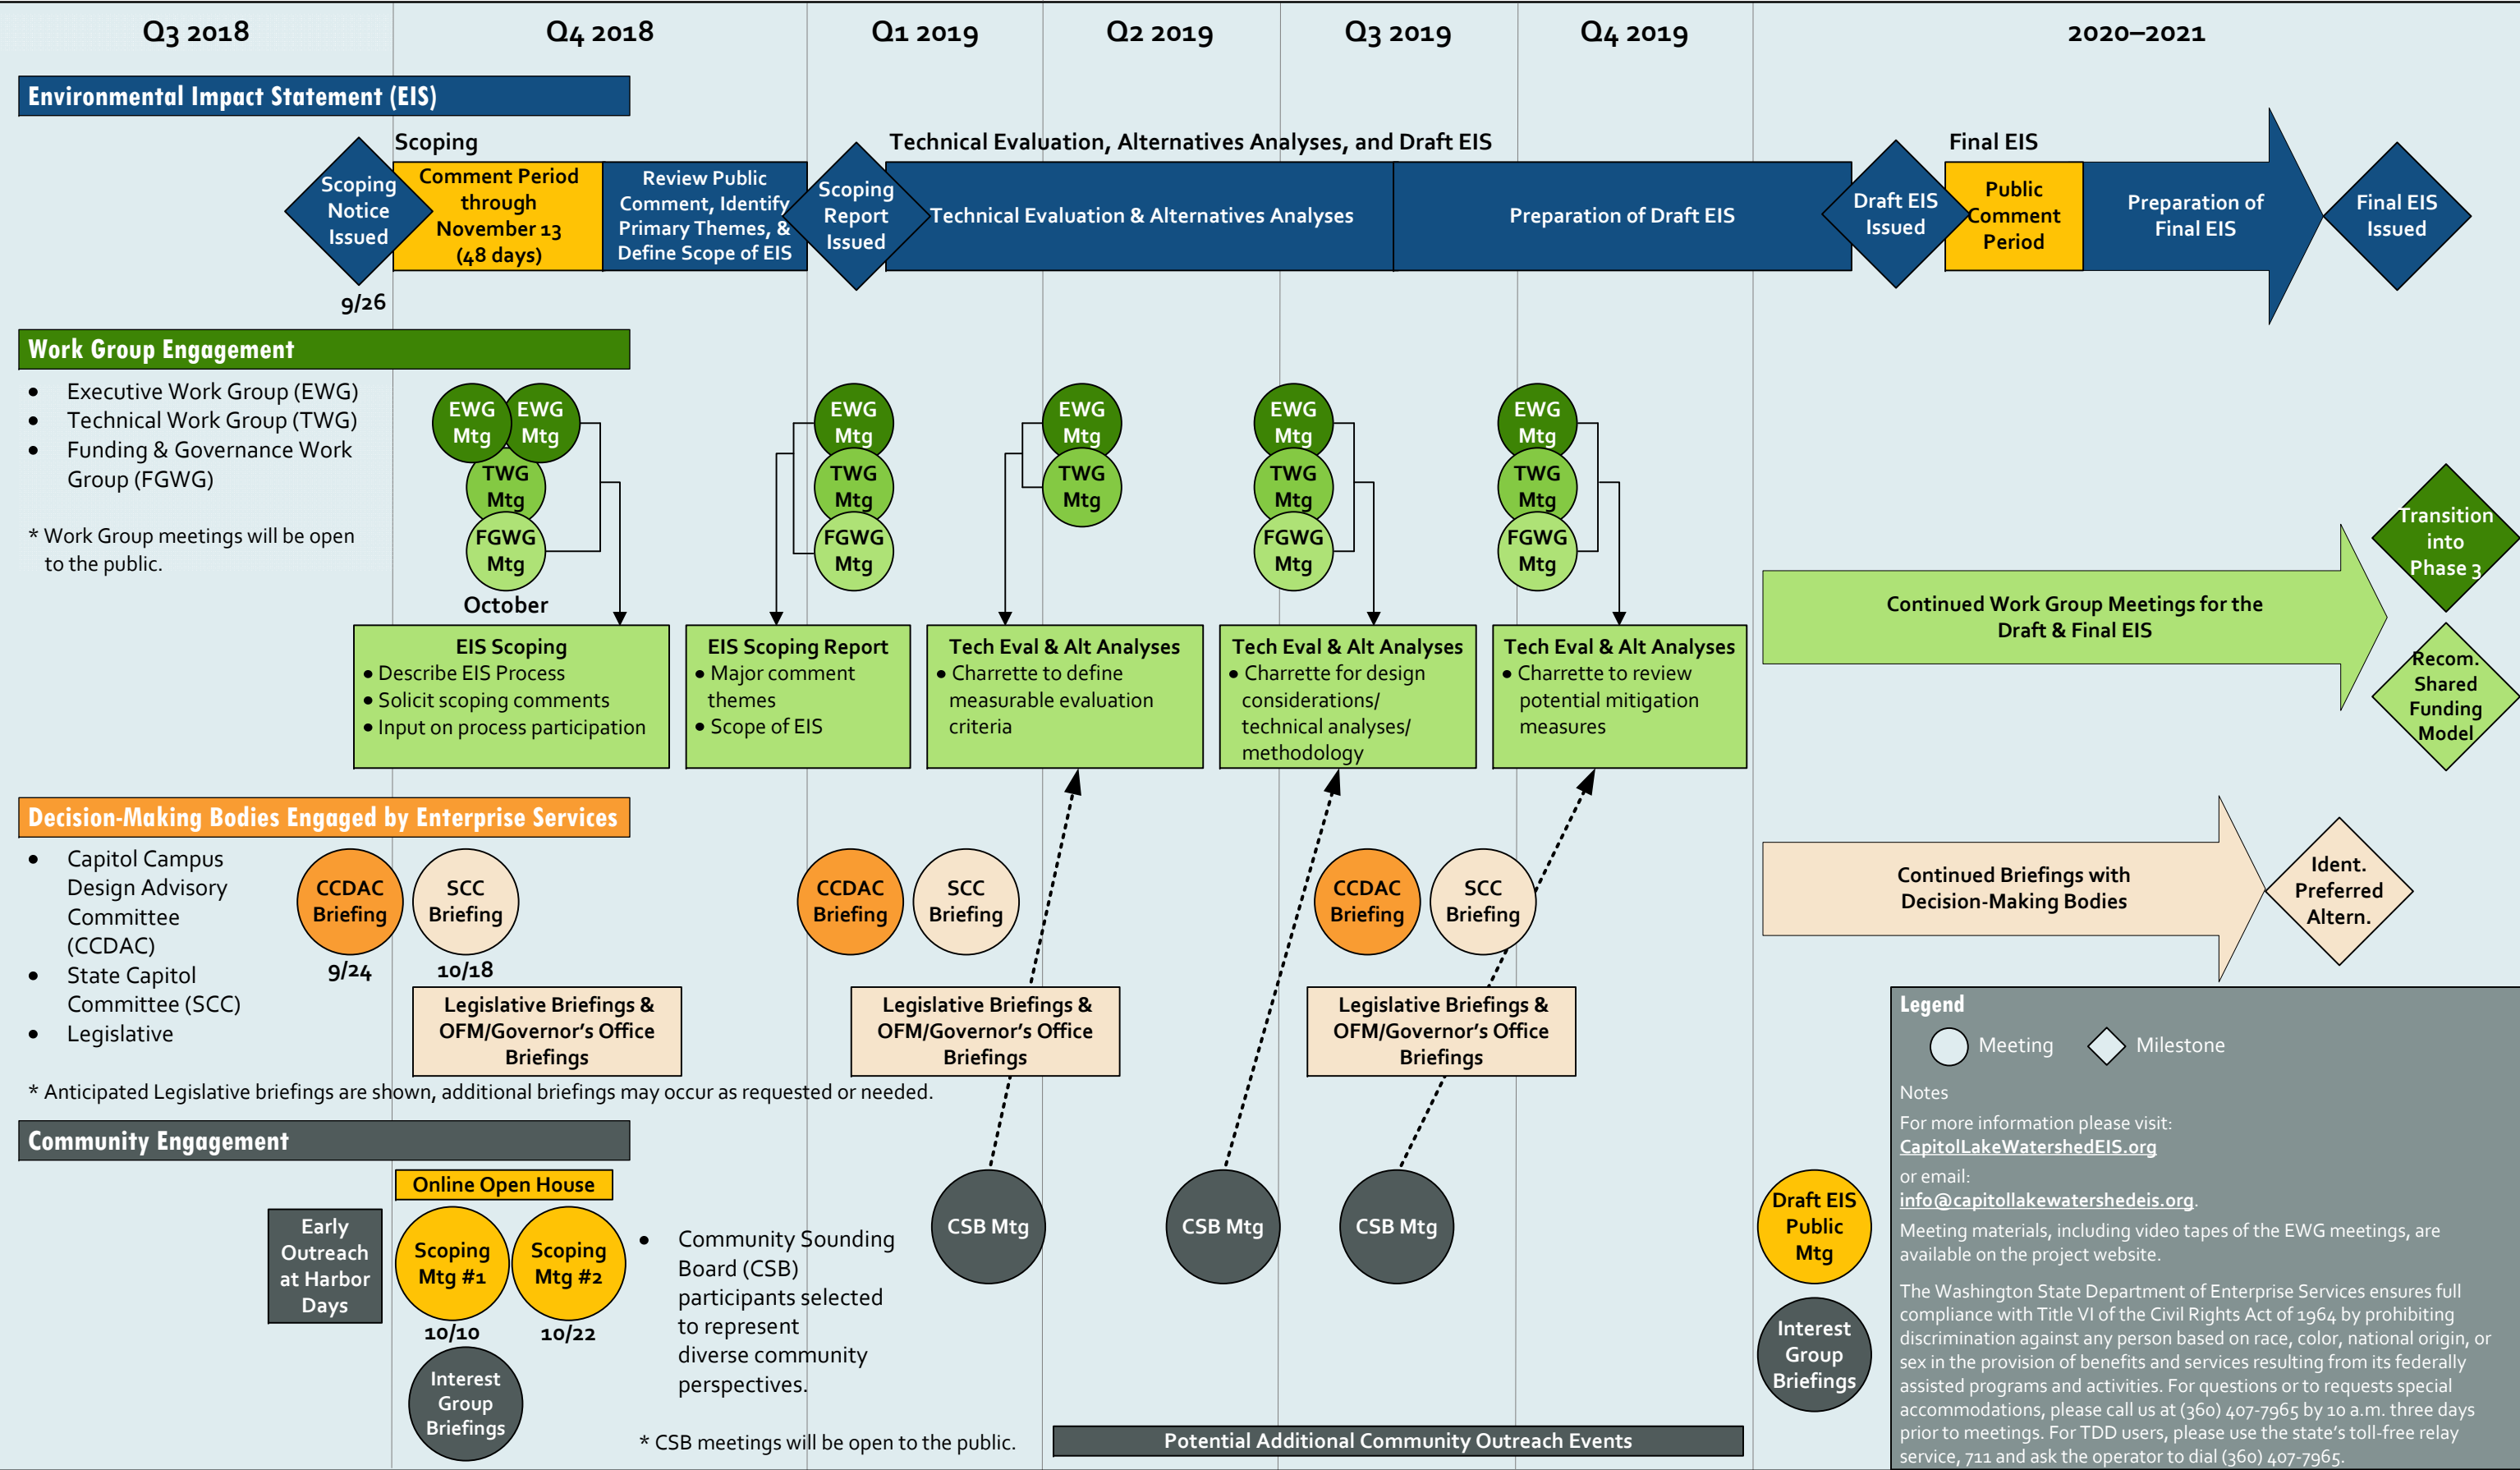 Q3 2018
Q4 2018
Q1 2019
Q2 2019
Q3 2019
Q4 2019
2020–2021
Environmental Impact Statement (EIS)
Scoping
Technical Evaluation, Alternatives Analyses, and Draft EIS
Final EIS
Scoping
Notice
Issued
9/26
Comment Period
through
November 13
(48 days)
Review Public
Comment, Identify
Primary Themes, &
Define Scope of EIS
Scoping
Report
Issued
Technical Evaluation & Alternatives Analyses
Preparation of Draft EIS
Draft EIS
Issued
Public
Comment
Period
Preparation of
Final EIS
Final EIS
Issued
Work Group Engagement
• Executive Work Group (EWG)
• Technical Work Group (TWG)
• Funding & Governance Work
Group (FGWG)
* Work Group meetings will be open
to the public.
EWG
Mtg
EWG
Mtg
TWG
Mtg
FGWG
Mtg
October
EWG
Mtg
TWG
Mtg
FGWG
Mtg
EWG
Mtg
TWG
Mtg
EWG
Mtg
TWG
Mtg
FGWG
Mtg
EWG
Mtg
TWG
Mtg
FGWG
Mtg
EIS Scoping
• Describe EIS Process
• Solicit scoping comments
• Input on process participation
EIS Scoping Report
• Major comment
themes
• Scope of EIS
Tech Eval & Alt Analyses
• Charrette to define
measurable evaluation
criteria
Tech Eval & Alt Analyses
• Charrette for design
considerations/
technical analyses/
methodology
Tech Eval & Alt Analyses
• Charrette to review
potential mitigation
measures
Continued Work Group Meetings for the
Draft & Final EIS
Transition
into
Phase 3
Recom.
Shared
Funding
Model
Decision-Making Bodies Engaged by Enterprise Services
• Capitol Campus
Design Advisory
Committee
(CCDAC)
• State Capitol
Committee (SCC)
• Legislative
CCDAC
Briefing
9/24
SCC
Briefing
10/18
Legislative Briefings &
OFM/Governor's Office
Briefings
CCDAC
Briefing
SCC
Briefing
Legislative Briefings &
OFM/Governor's Office
Briefings
CCDAC
Briefing
SCC
Briefing
Legislative Briefings &
OFM/Governor's Office
Briefings
Continued Briefings with
Decision-Making Bodies
Ident.
Preferred
Altern.
* Anticipated Legislative briefings are shown, additional briefings may occur as requested or needed.
Community Engagement
Early
Outreach
at Harbor
Days
Online Open House
Scoping
Mtg #1
10/10
Scoping
Mtg #2
10/22
Interest
Group
Briefings
• Community Sounding
Board (CSB)
participants selected
to represent
diverse community
perspectives.
* CSB meetings will be open to the public.
CSB Mtg
CSB Mtg
CSB Mtg
Potential Additional Community Outreach Events
Draft EIS
Public
Mtg
Interest
Group
Briefings
Legend
Meeting
Milestone
Notes
For more information please visit:
CapitolLakeWatershedEIS.org
or email:
info@capitollakewatershedeis.org.
Meeting materials, including video tapes of the EWG meetings, are
available on the project website.
The Washington State Department of Enterprise Services ensures full
compliance with Title VI of the Civil Rights Act of 1964 by prohibiting
discrimination against any person based on race, color, national origin, or
sex in the provision of benefits and services resulting from its federally
assisted programs and activities. For questions or to requests special
accommodations, please call us at (360) 407-7965 by 10 a.m. three days
prior to meetings. For TDD users, please use the state's toll-free relay
service, 711 and ask the operator to dial (360) 407-7965.